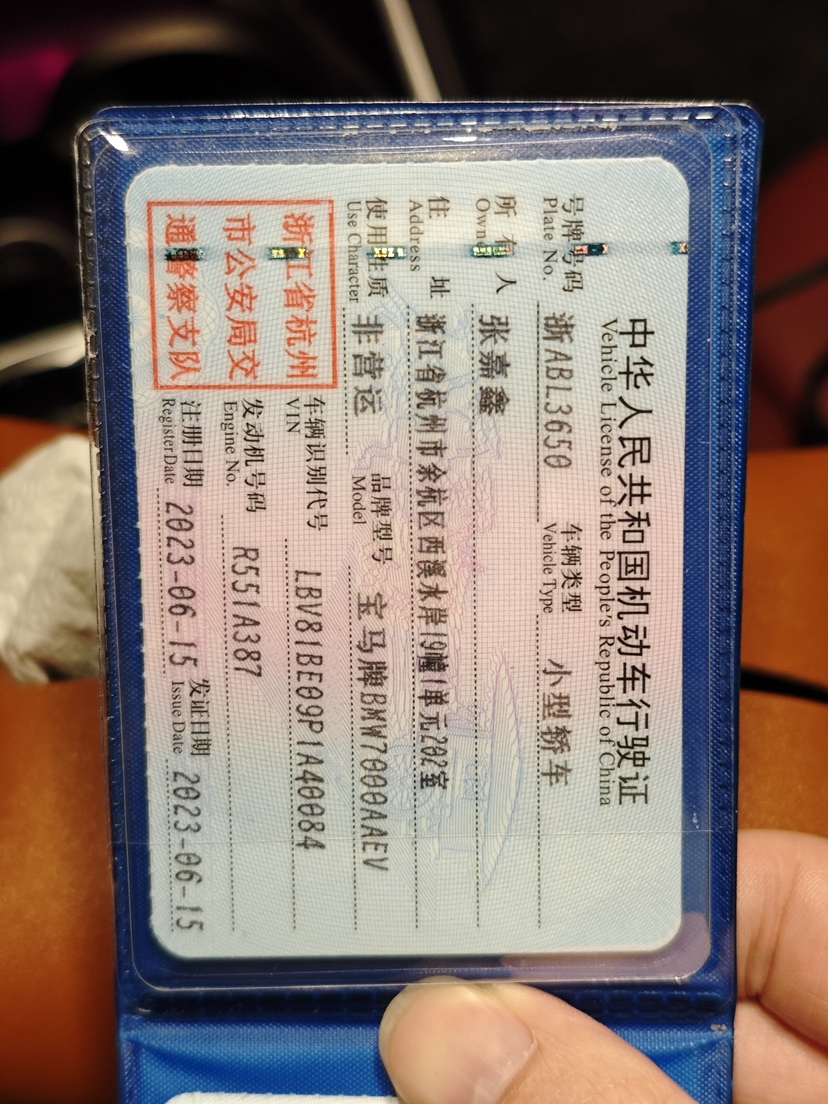 中华人民共和国机动车行驶证
Vehicle License of the People's Republic of China
号牌号码 浙ABL3650 车辆类型 小型轿车
Plate No. Vehicle Type
所有人 张嘉鑫
Owner
住址 浙江省杭州市余杭区西溪水岸19幢1单元202室
Address
使用性质 非营运 品牌型号 宝马牌BMW7000AAEV
Use Character Model
浙江省杭州
市公安局交
通警察支队
车辆识别代号 LBV81BE09P1A40084
VIN
发动机号码 R551A387
Engine No.
注册日期 2023-06-15 发证日期 2023-06-15
Register Date Issue Date